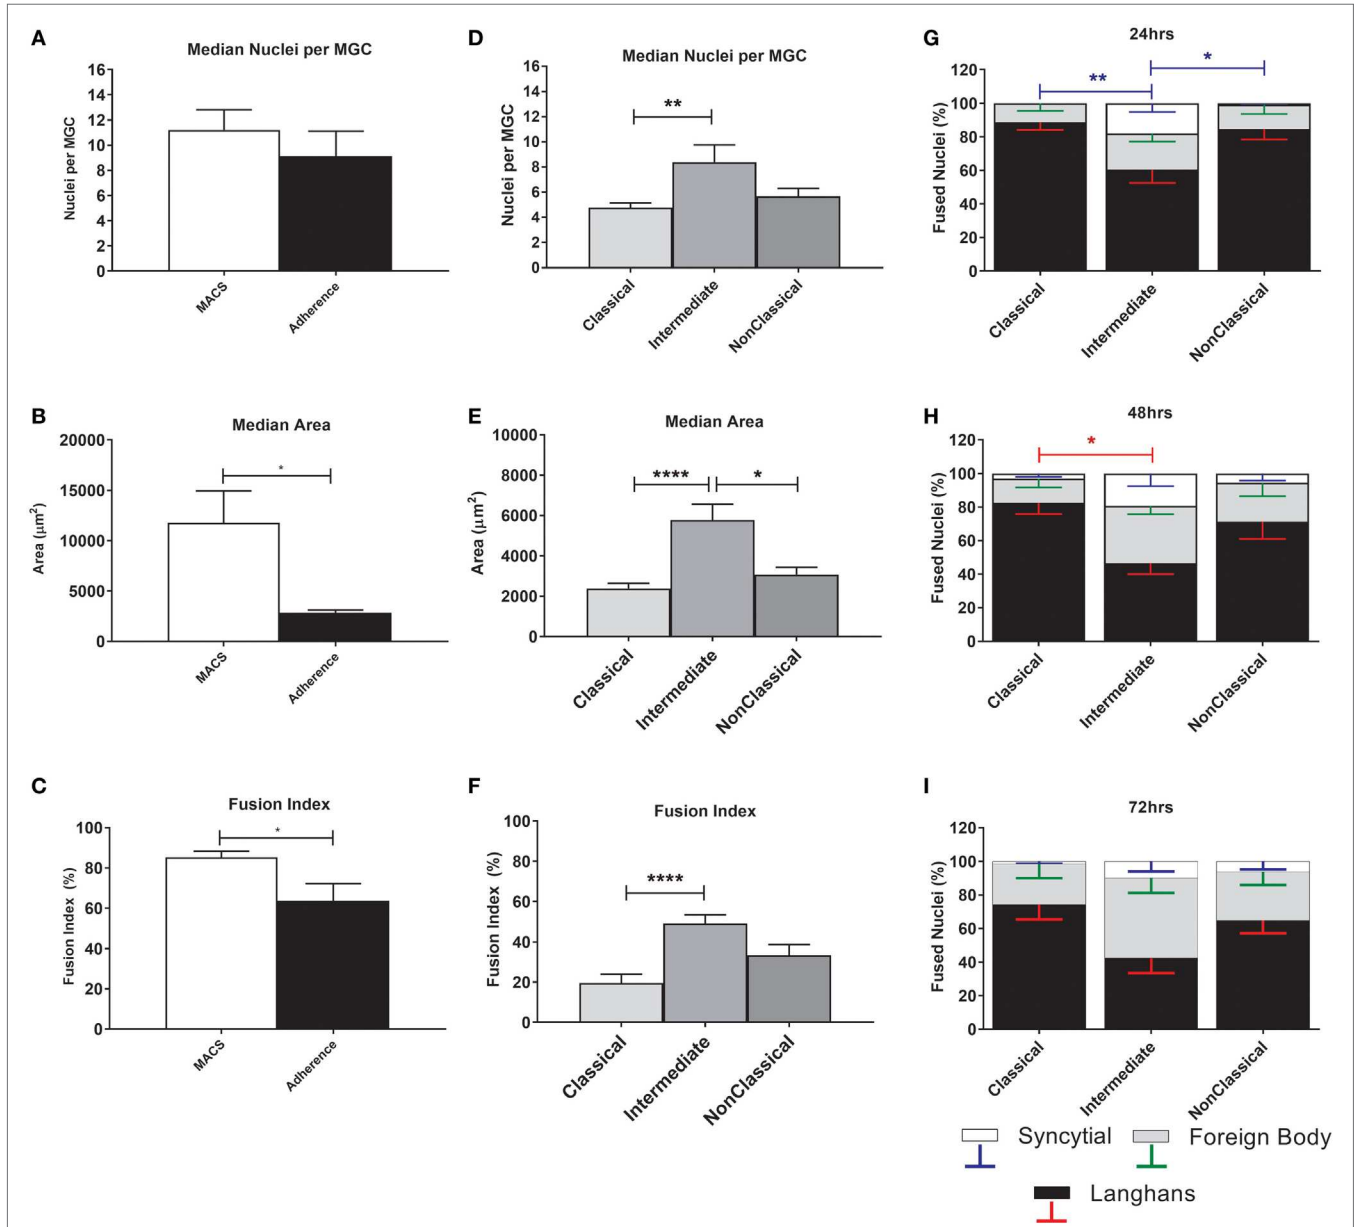 A
Median Nuclei per MGC
Nuclei per MGC
16
14
12
10
8
6
4
2
0
MACS
Adherence
B
Median Area
Area (μm²)
20000
15000
10000
5000
0
*
MACS
Adherence
C
Fusion Index
Fusion Index (%)
100
80
60
40
20
0
*
MACS
Adherence
D
Median Nuclei per MGC
Nuclei per MGC
16
14
12
10
8
6
4
2
0
**
Classical
Intermediate
NonClassical
E
Median Area
Area (μm²)
10000
8000
6000
4000
2000
0
****
*
Classical
Intermediate
NonClassical
F
Fusion Index
Fusion Index (%)
100
80
60
40
20
0
****
Classical
Intermediate
NonClassical
G
24hrs
Fused Nuclei (%)
120
100
80
60
40
20
0
**
*
Classical
Intermediate
NonClassical
H
48hrs
Fused Nuclei (%)
120
100
80
60
40
20
0
*
Classical
Intermediate
NonClassical
I
72hrs
Fused Nuclei (%)
120
100
80
60
40
20
0
Classical
Intermediate
NonClassical
Syncytial
Foreign Body
Langhans